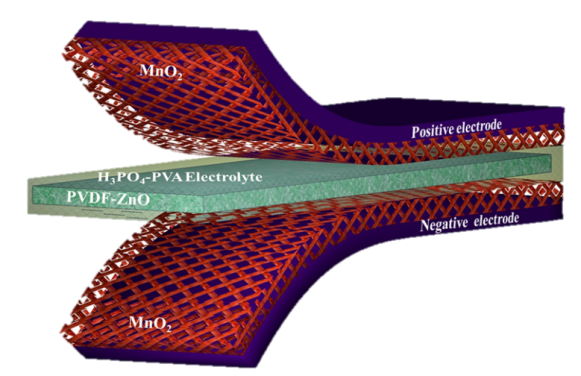 MnO₂
Positive electrode
H₃PO₄-PVA Electrolyte
PVDF-ZnO
Negative electrode
MnO₂